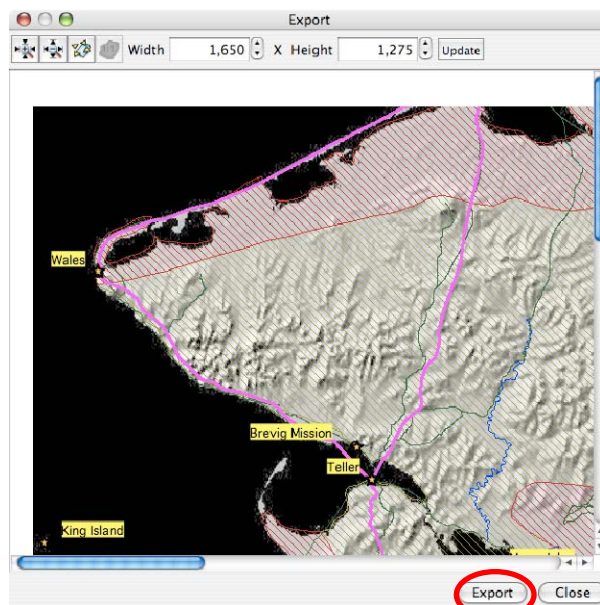 Export
Width 1,650 X Height 1,275 Update
Wales
Brevig Mission
Teller
King Island
Export Close